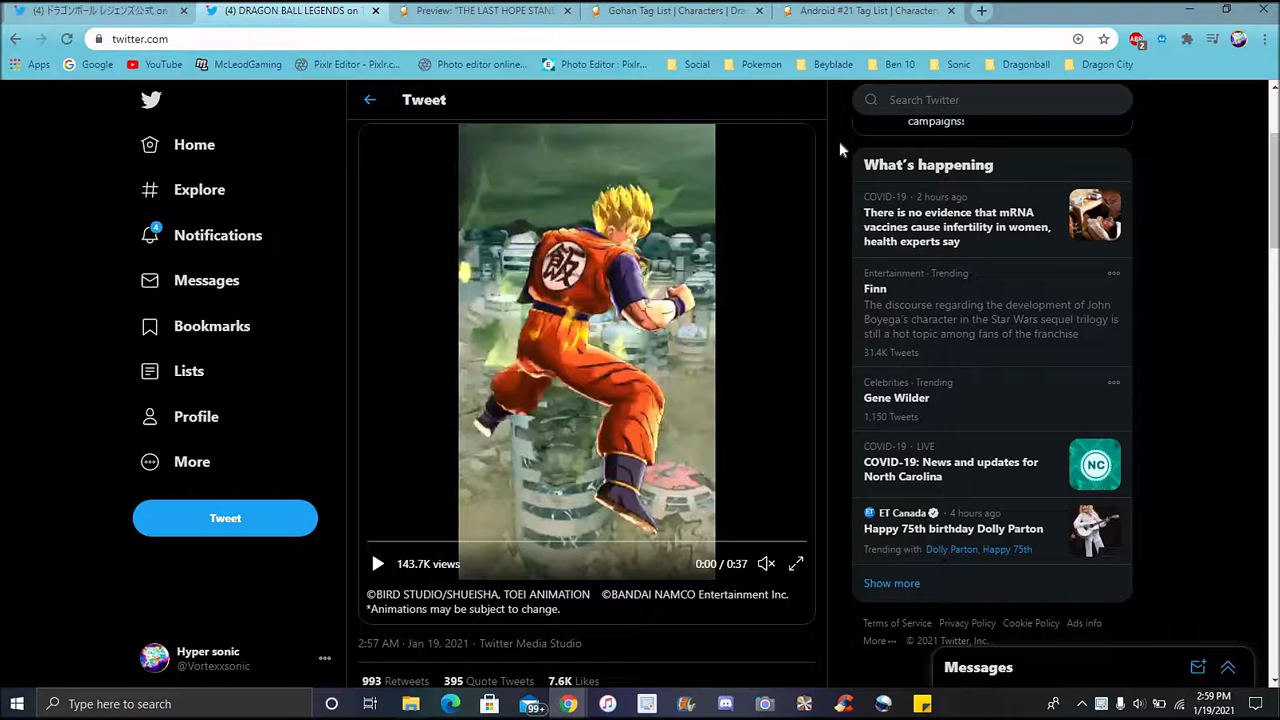 (4) ドラゴンボール レジェンズ公式 on
(4) DRAGON BALL LEGENDS on T
Preview: "THE LAST HOPE STAN
Gohan Tag List | Characters | Dra
Android #21 Tag List | Characters
twitter.com
Apps
Google
YouTube
McLeodGaming
Pixlr Editor - Pixlr.c...
Photo editor online...
Photo Editor : Pixlr...
Social
Pokemon
Beyblade
Ben 10
Sonic
Dragonball
Dragon City
Home
Explore
4
Notifications
Messages
Bookmarks
Lists
Profile
More
Tweet
Hyper sonic
@Vortexxsonic
Tweet
飯
143.7K views
0:00 / 0:37
©BIRD STUDIO/SHUEISHA, TOEI ANIMATION ©BANDAI NAMCO Entertainment Inc.
*Animations may be subject to change.
2:57 AM · Jan 19, 2021 · Twitter Media Studio
993 Retweets 395 Quote Tweets 7.6K Likes
Search Twitter
campaigns!
What's happening
COVID-19 · 2 hours ago
There is no evidence that mRNA
vaccines cause infertility in women,
health experts say
Entertainment · Trending
Finn
The discourse regarding the development of John
Boyega's character in the Star Wars sequel trilogy is
still a hot topic among fans of the franchise
31.4K Tweets
Celebrities · Trending
Gene Wilder
1,150 Tweets
COVID-19 · LIVE
COVID-19: News and updates for
North Carolina
NC
ET Canada · 4 hours ago
Happy 75th birthday Dolly Parton
Trending with Dolly Parton, Happy 75th
Show more
Terms of Service Privacy Policy Cookie Policy Ads info
More ··· © 2021 Twitter, Inc.
Messages
Type here to search
99+
2:59 PM
1/19/2021